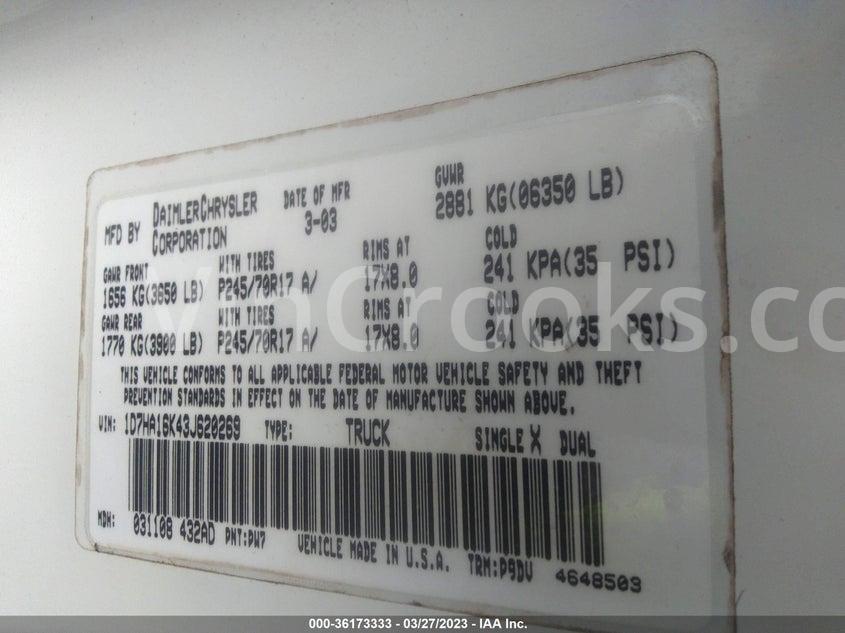 MFD BY DAIMLERCHRYSLER CORPORATION DATE OF MFR 3-03 GVWR 2881 KG(06350 LB)
GAWR FRONT WITH TIRES RIMS AT COLD
1656 KG(3650 LB) P245/70R17 A/ 17X8.0 241 KPA(35 PSI)
GAWR REAR WITH TIRES RIMS AT COLD
1770 KG(3900 LB) P245/70R17 A/ 17X8.0 241 KPA(35 PSI)
THIS VEHICLE CONFORMS TO ALL APPLICABLE FEDERAL MOTOR VEHICLE SAFETY AND THEFT
PREVENTION STANDARDS IN EFFECT ON THE DATE OF MANUFACTURE SHOWN ABOVE.
VIN: 1D7HA16K43J620269 TYPE: TRUCK SINGLE X DUAL
MDH: 031108 432AD PNT:PW7 VEHICLE MADE IN U.S.A. TRM:P9DV 4648503
VinCrooks.co
000-36173333 - 03/27/2023 - IAA Inc.